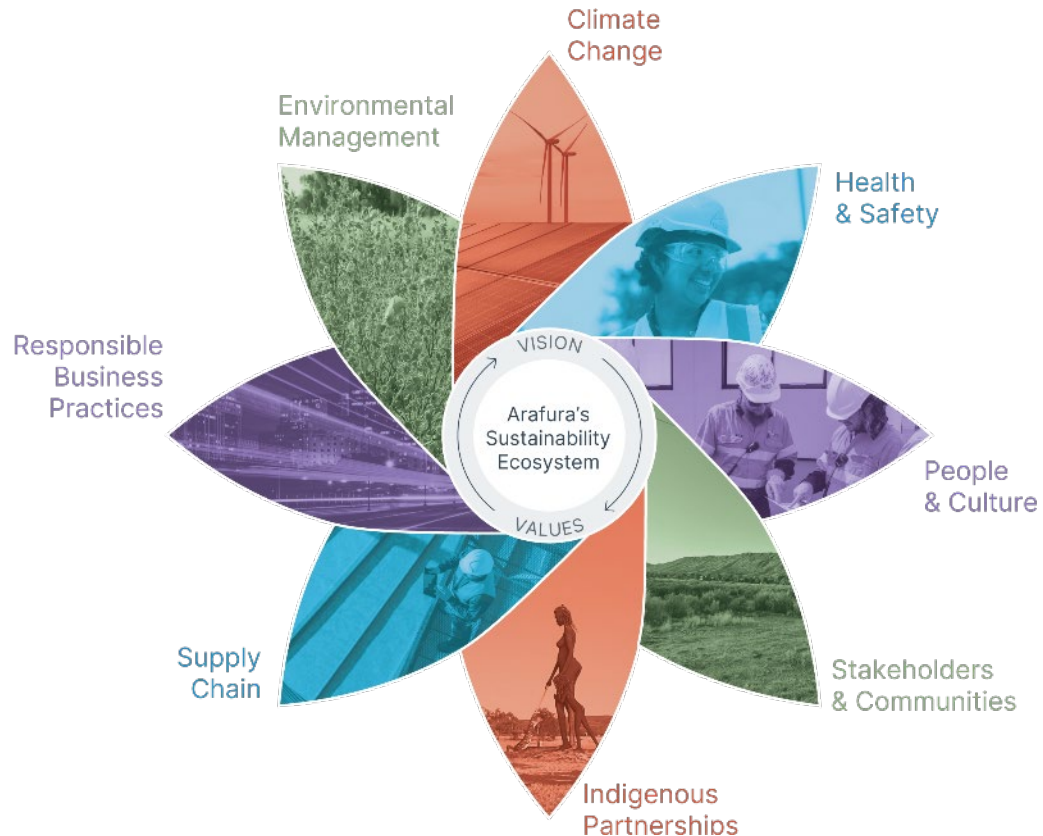 Climate
Change
Environmental
Management
Health
& Safety
Responsible
Business
Practices
VISION
Arafura's
Sustainability
Ecosystem
VALUES
People
& Culture
Supply
Chain
Stakeholders
& Communities
Indigenous
Partnerships